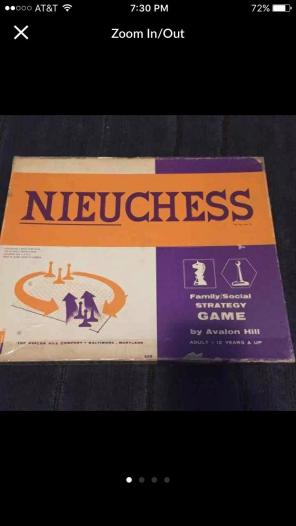 AT&T
7:30 PM
72%
Zoom In/Out
NIEUCHESS
Family/Social
STRATEGY
GAME
by Avalon Hill
ADULT • 12 YEARS & UP
THE AVALON HILL COMPANY • BALTIMORE, MARYLAND